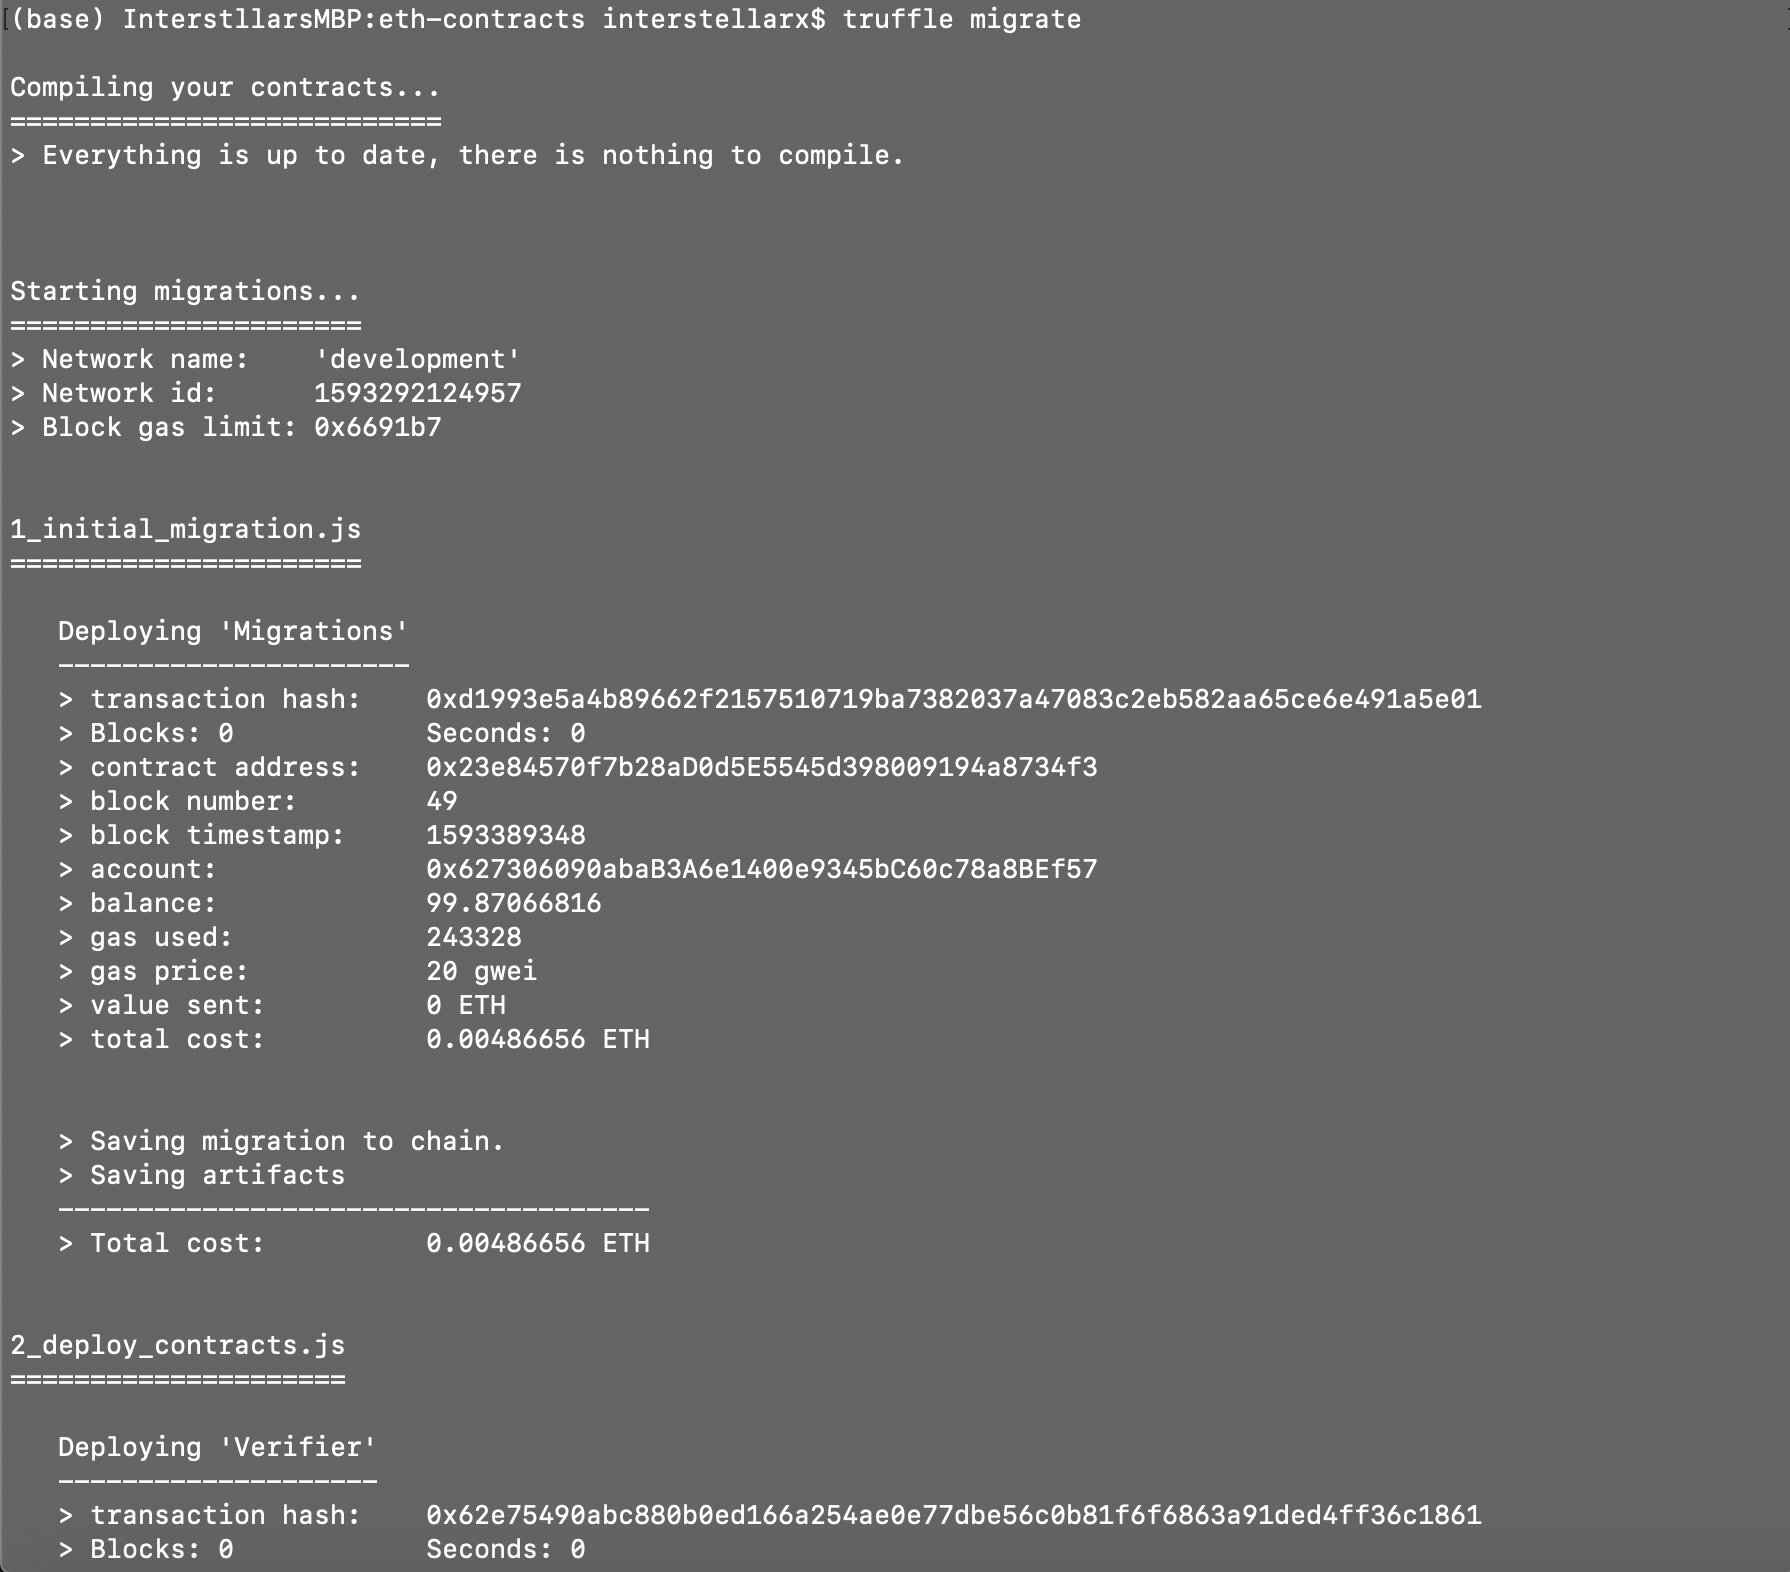 (base) InterstllarsMBP:eth-contracts interstellarx$ truffle migrate
Compiling your contracts...
===========================
> Everything is up to date, there is nothing to compile.
Starting migrations...
======================
> Network name:    'development'
> Network id:      1593292124957
> Block gas limit: 0x6691b7
1_initial_migration.js
======================
   Deploying 'Migrations'
   ----------------------
   > transaction hash:    0xd1993e5a4b89662f2157510719ba7382037a47083c2eb582aa65ce6e491a5e01
   > Blocks: 0            Seconds: 0
   > contract address:    0x23e84570f7b28aD0d5E5545d398009194a8734f3
   > block number:        49
   > block timestamp:     1593389348
   > account:             0x627306090abaB3A6e1400e9345bC60c78a8BEf57
   > balance:             99.87066816
   > gas used:            243328
   > gas price:           20 gwei
   > value sent:          0 ETH
   > total cost:          0.00486656 ETH
   > Saving migration to chain.
   > Saving artifacts
   -------------------------------------
   > Total cost:          0.00486656 ETH
2_deploy_contracts.js
=====================
   Deploying 'Verifier'
   --------------------
   > transaction hash:    0x62e75490abc880b0ed166a254ae0e77dbe56c0b81f6f6863a91ded4ff36c1861
   > Blocks: 0            Seconds: 0